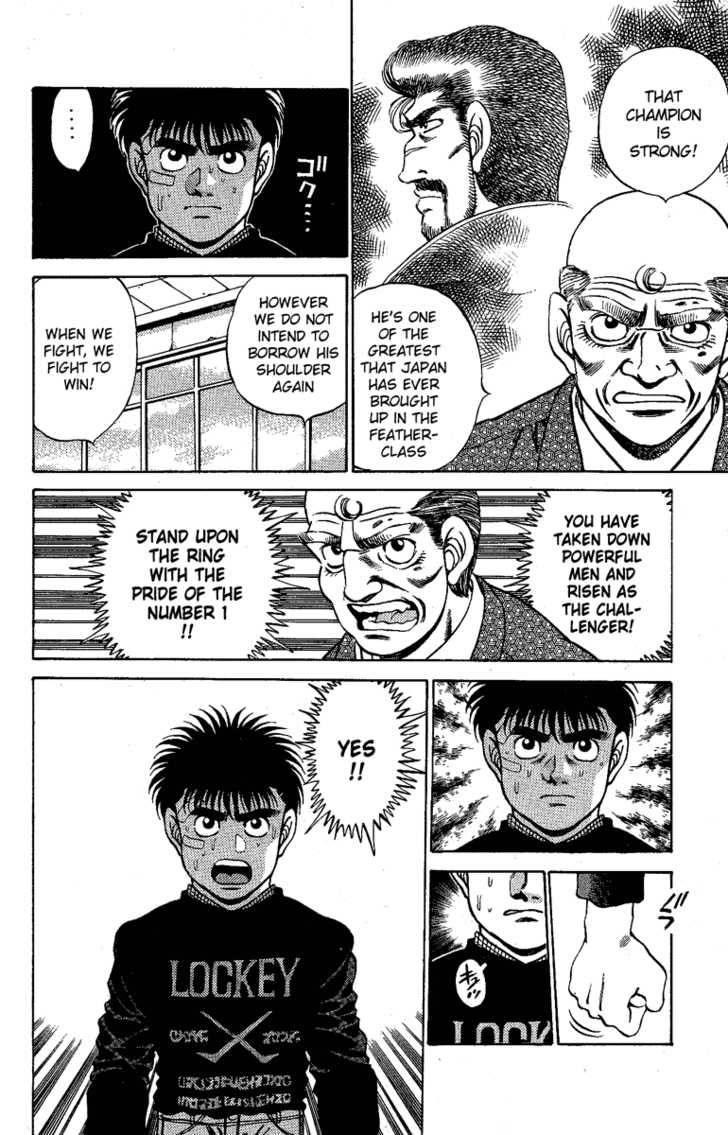 THAT
CHAMPION
IS
STRONG!
HE'S ONE
OF THE
GREATEST
THAT JAPAN
HAS EVER
BROUGHT
UP IN THE
FEATHER-
CLASS
...
ゴク....
HOWEVER
WE DO NOT
INTEND TO
BORROW HIS
SHOULDER
AGAIN
WHEN WE
FIGHT, WE
FIGHT TO
WIN!
YOU HAVE
TAKEN DOWN
POWERFUL
MEN AND
RISEN AS
THE CHAL-
LENGER!
STAND UPON
THE RING
WITH THE
PRIDE OF THE
NUMBER 1
!!
グッ
LOCK
YES
!!
LOCKEY